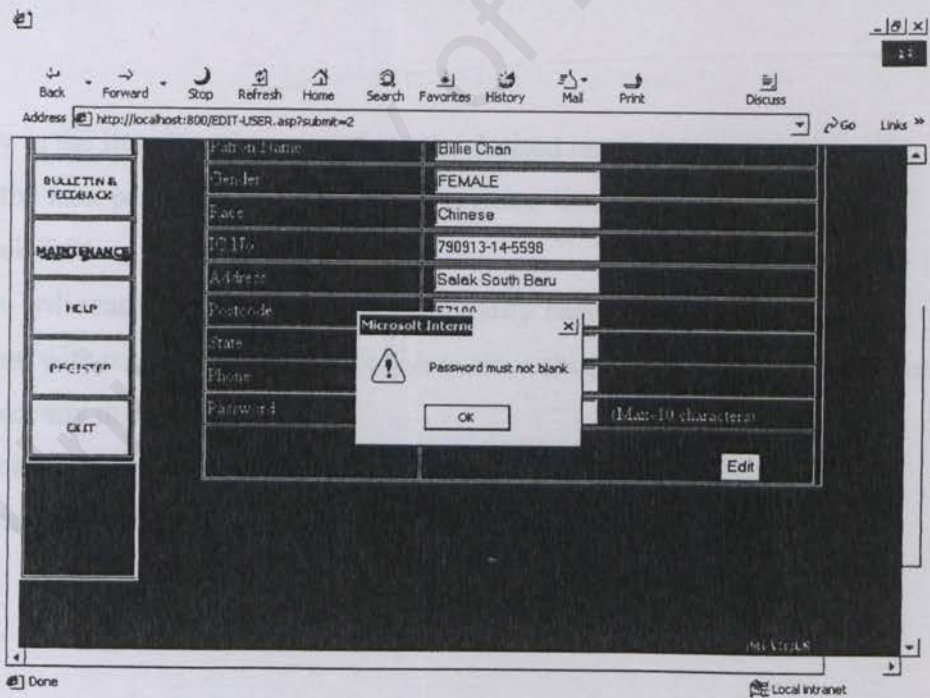 Back Forward Stop Refresh Home Search Favorites History Mail Print Discuss
Address http://localhost:800/EDIT-USER.asp?submit=2 Go Links »
Patron Name Billie Chan
BULLETIN & FEEDBACK
Gender FEMALE
Race Chinese
MAINTENANCE
IC No 790913-14-5598
Address Salak South Baru
HELP
Postcode 57100
Microsoft Interne
State
Password must not blank
REGISTER
Phone
Password (Max-10 characters)
OK
EXIT
Edit
Done Local intranet